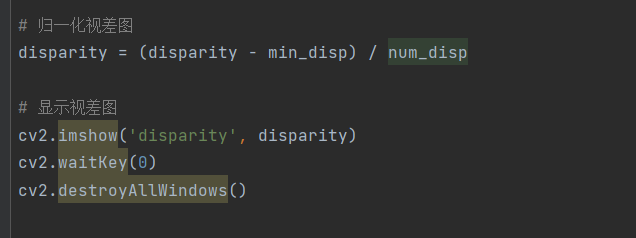 # 归一化视差图
disparity = (disparity - min_disp) / num_disp
# 显示视差图
cv2.imshow('disparity', disparity)
cv2.waitKey(0)
cv2.destroyAllWindows()